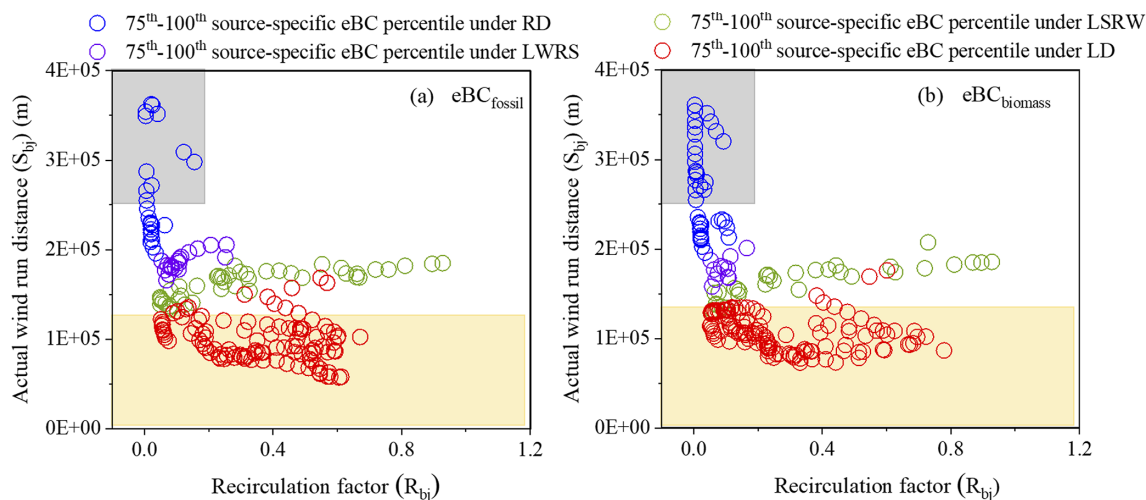 75th-100th source-specific eBC percentile under RD
75th-100th source-specific eBC percentile under LSRW
75th-100th source-specific eBC percentile under LWRS
75th-100th source-specific eBC percentile under LD
4E+05
(a) eBCfossil
3E+05
2E+05
1E+05
0E+00
0.0 0.4 0.8 1.2
Actual wind run distance (Sbj) (m)
Recirculation factor (Rbj)
4E+05
(b) eBCbiomass
3E+05
2E+05
1E+05
0E+00
0.0 0.4 0.8 1.2
Actual wind run distance (Sbj) (m)
Recirculation factor (Rbj)